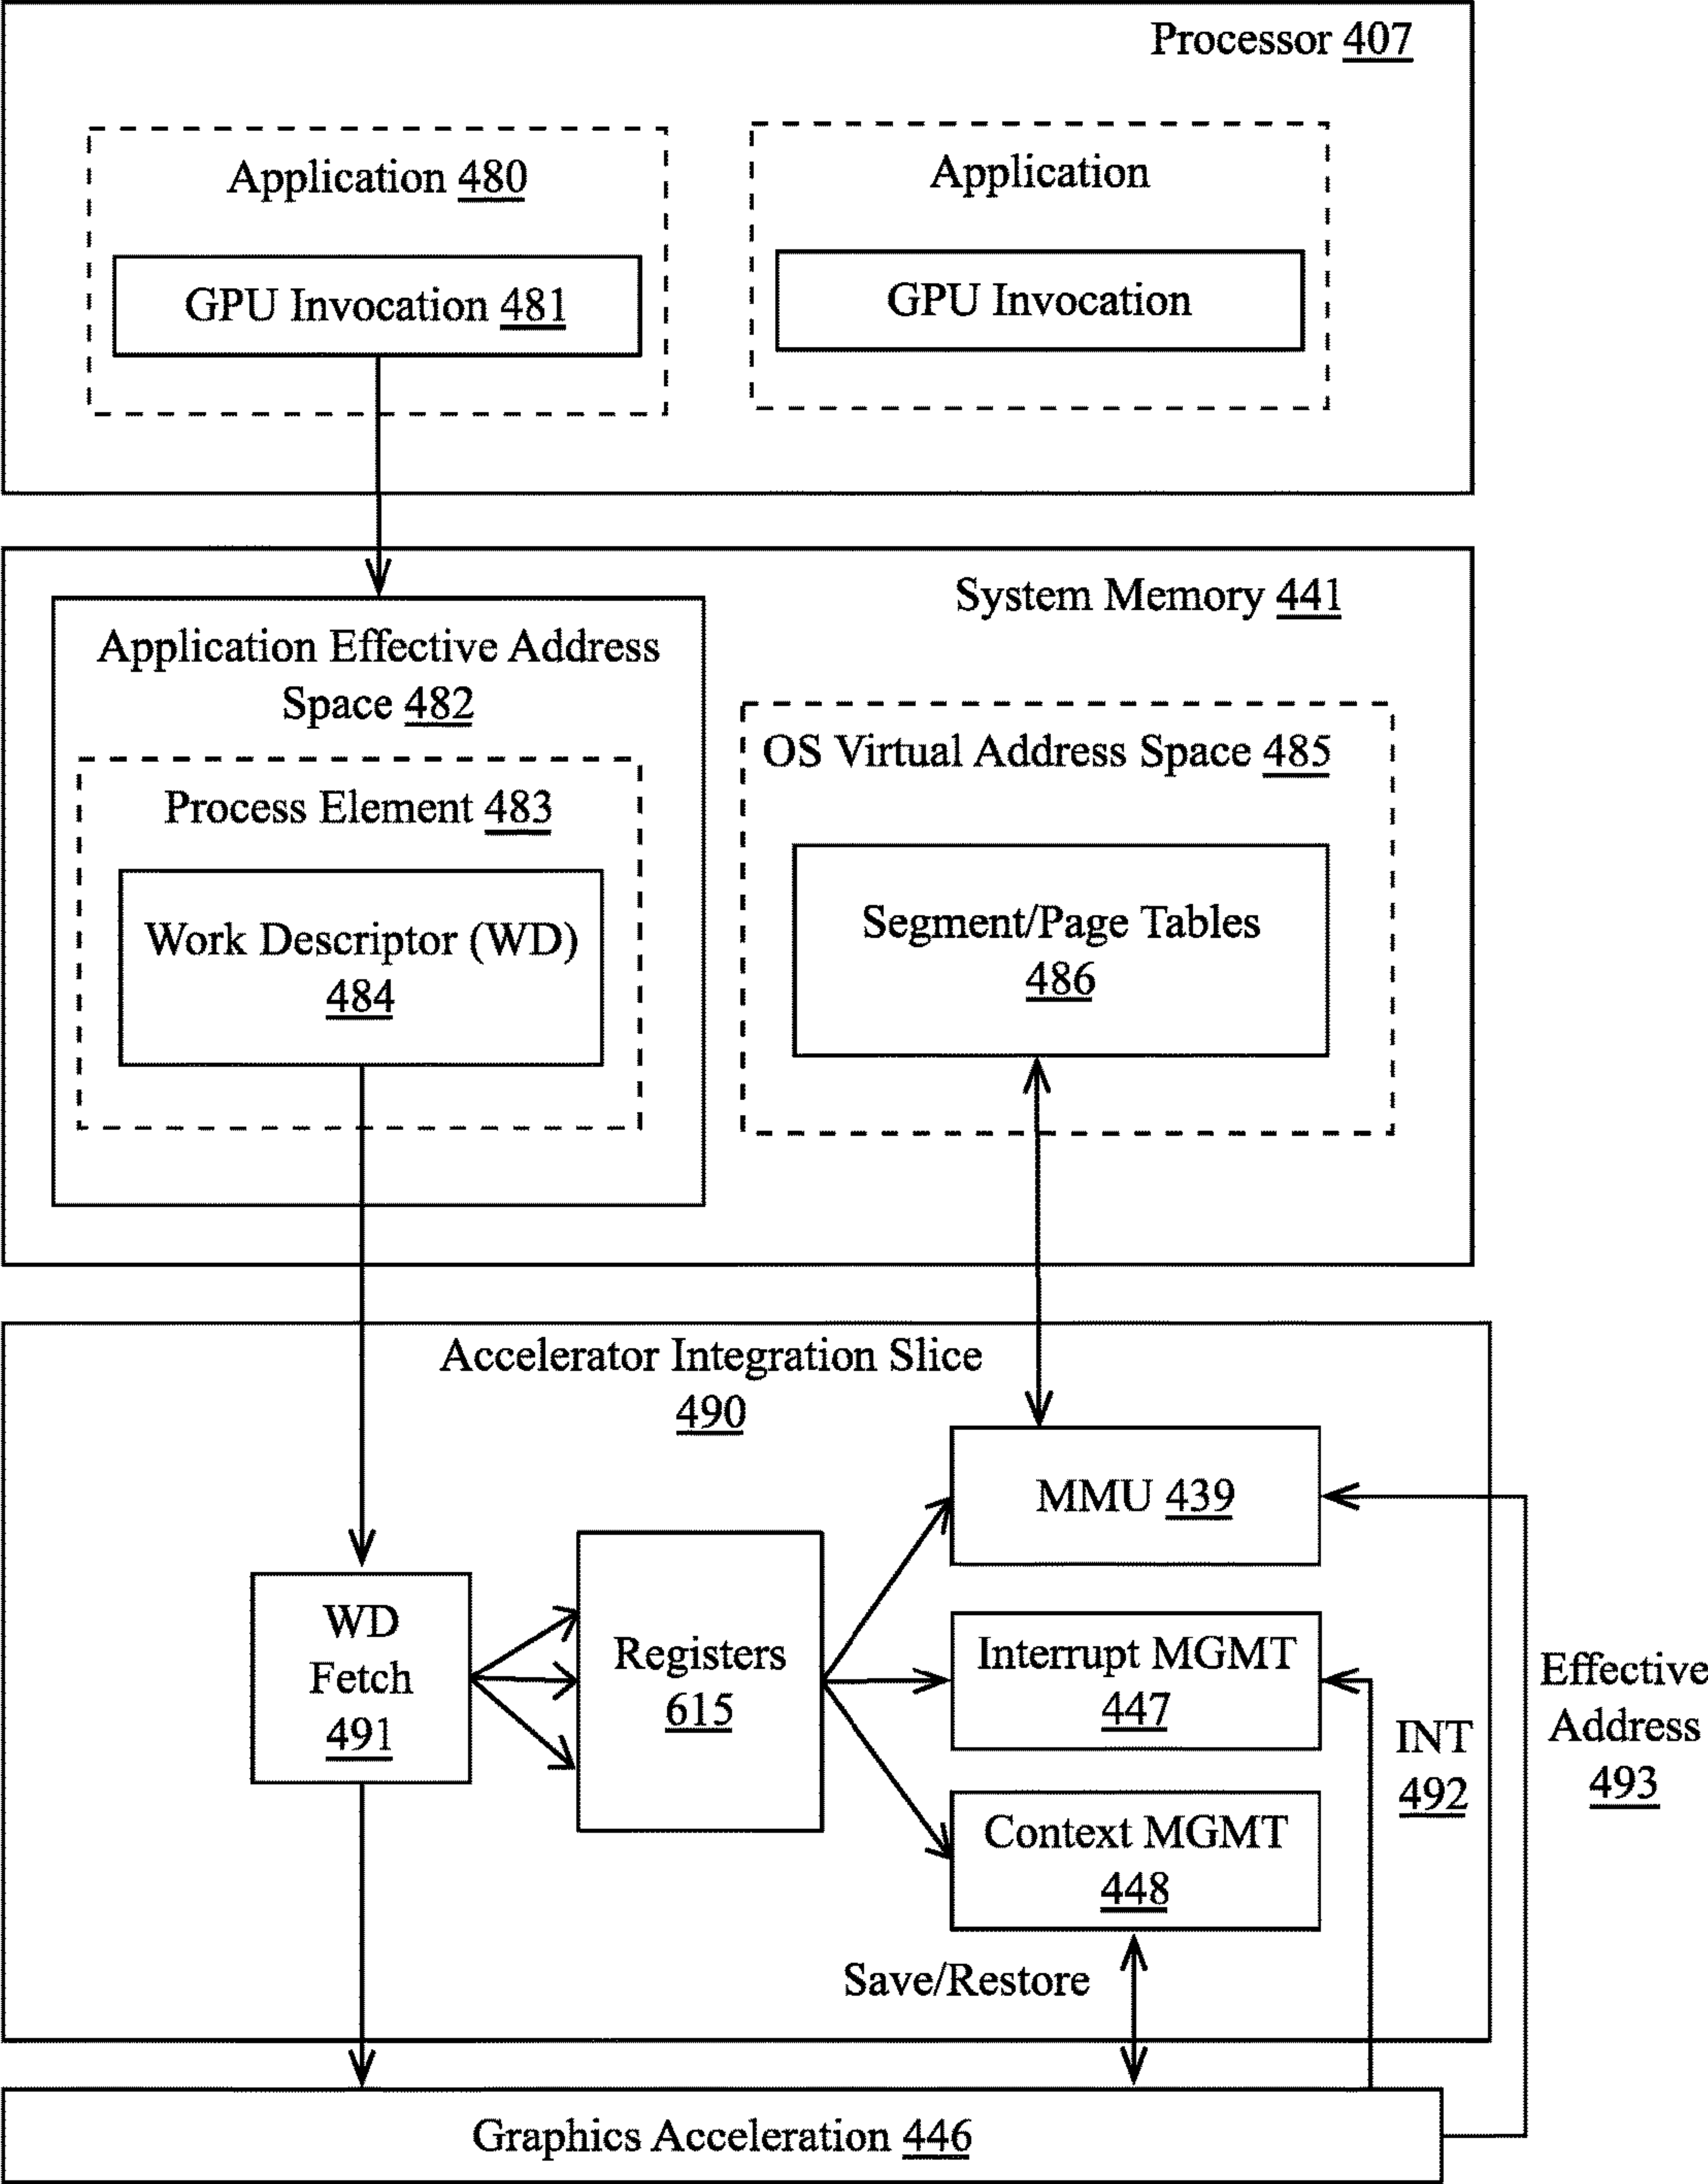 Processor 407
Application 480
GPU Invocation 481
Application
GPU Invocation
System Memory 441
Application Effective Address
Space 482
Process Element 483
Work Descriptor (WD)
484
OS Virtual Address Space 485
Segment/Page Tables
486
Accelerator Integration Slice
490
WD
Fetch
491
Registers
615
MMU 439
Interrupt MGMT
447
Context MGMT
448
Save/Restore
INT
492
Effective
Address
493
Graphics Acceleration 446